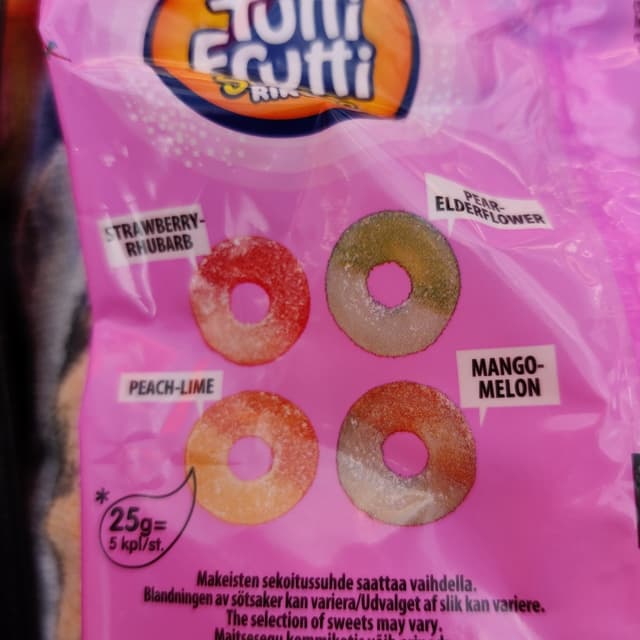 Tutti
Frutti
STRAWBERRY-
RHUBARB
PEAR-
ELDERFLOWER
PEACH-LIME
MANGO-
MELON
* 25g=
5 kpl/st.
Makeisten sekoitussuhde saattaa vaihdella.
Blandningen av sötsaker kan variera/Udvalget af slik kan variere.
The selection of sweets may vary.